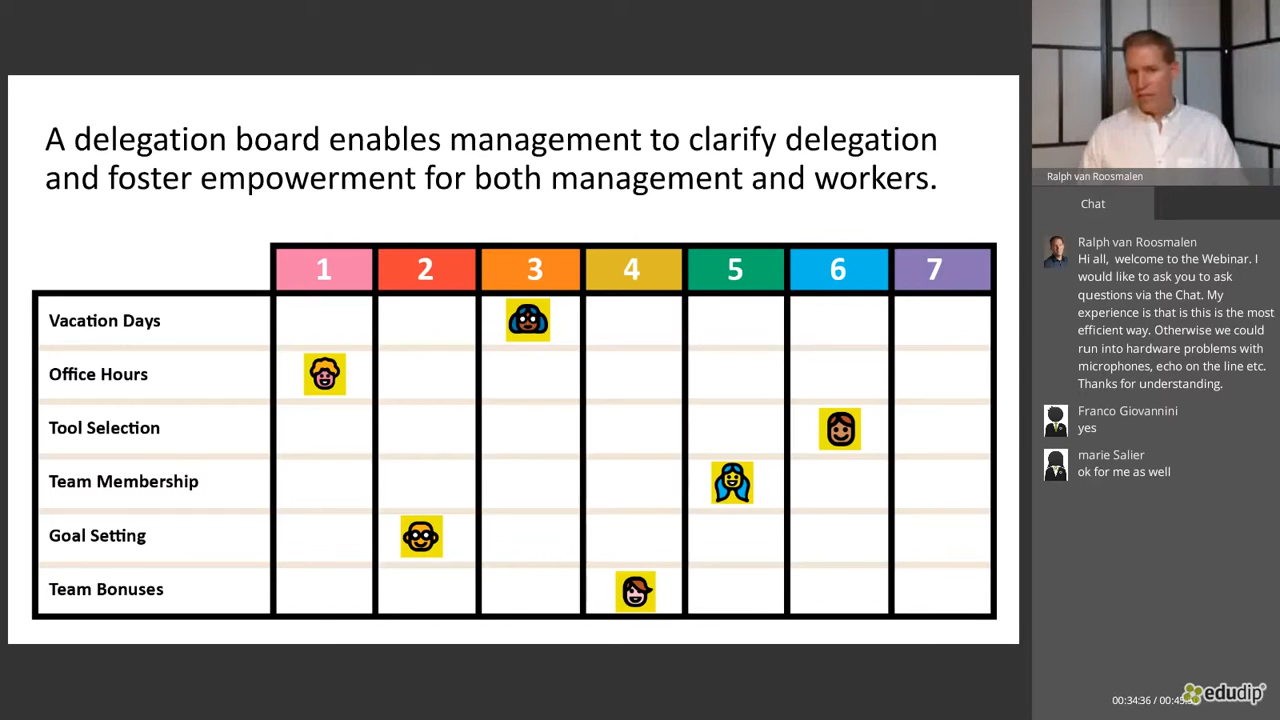 A delegation board enables management to clarify delegation
and foster empowerment for both management and workers.
1 2 3 4 5 6 7
Vacation Days
Office Hours
Tool Selection
Team Membership
Goal Setting
Team Bonuses
Ralph van Roosmalen
Chat
Ralph van Roosmalen
Hi all, welcome to the Webinar. I
would like to ask you to ask
questions via the Chat. My
experience is that is this is the most
efficient way. Otherwise we could
run into hardware problems with
microphones, echo on the line etc.
Thanks for understanding.
Franco Giovannini
yes
marie Salier
ok for me as well
00:34:36 /
edudip